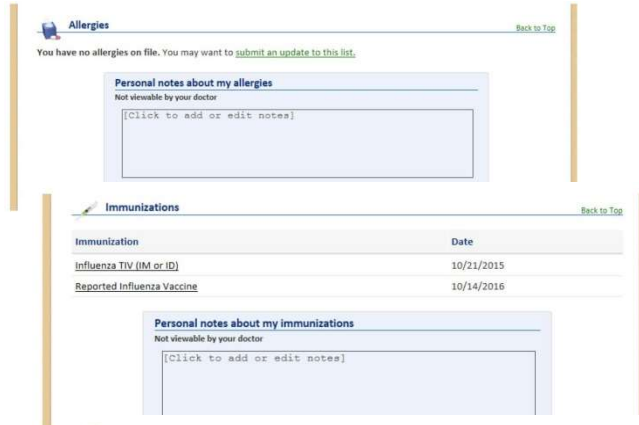 Allergies
Back to Top
You have no allergies on file. You may want to submit an update to this list.
Personal notes about my allergies
Not viewable by your doctor
[Click to add or edit notes]
Immunizations
Back to Top
Immunization Date
Influenza TIV (IM or ID) 10/21/2015
Reported Influenza Vaccine 10/14/2016
Personal notes about my immunizations
Not viewable by your doctor
[Click to add or edit notes]